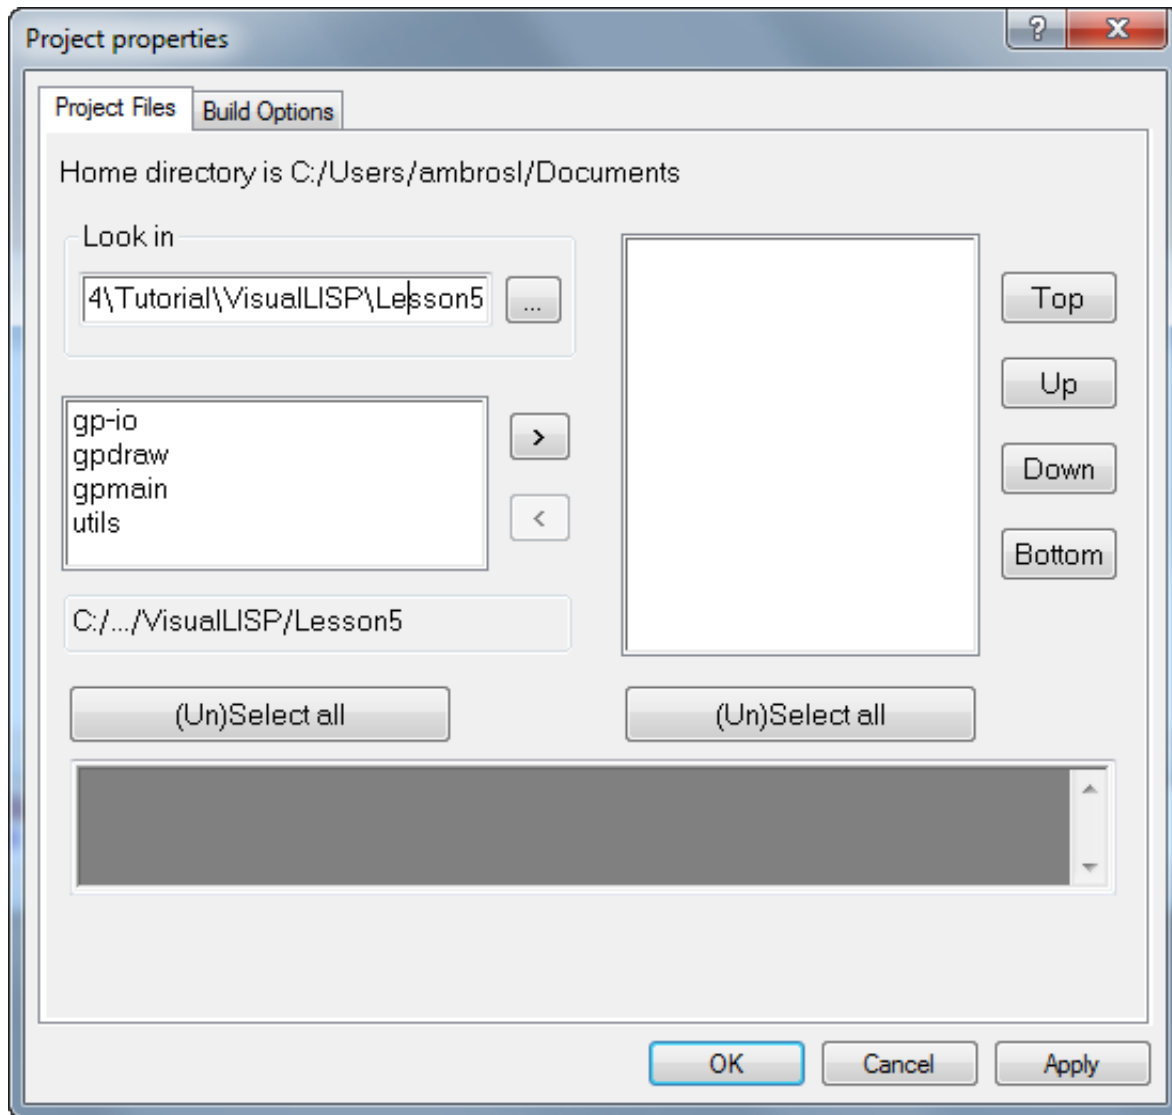 Project properties
?
Project Files
Build Options
Home directory is C:/Users/ambrosl/Documents
Look in
4\Tutorial\VisualLISP\Lesson5
...
gp-io
gpdraw
gpmain
utils
>
<
Top
Up
Down
Bottom
C:/.../VisualLISP/Lesson5
(Un)Select all
(Un)Select all
OK
Cancel
Apply